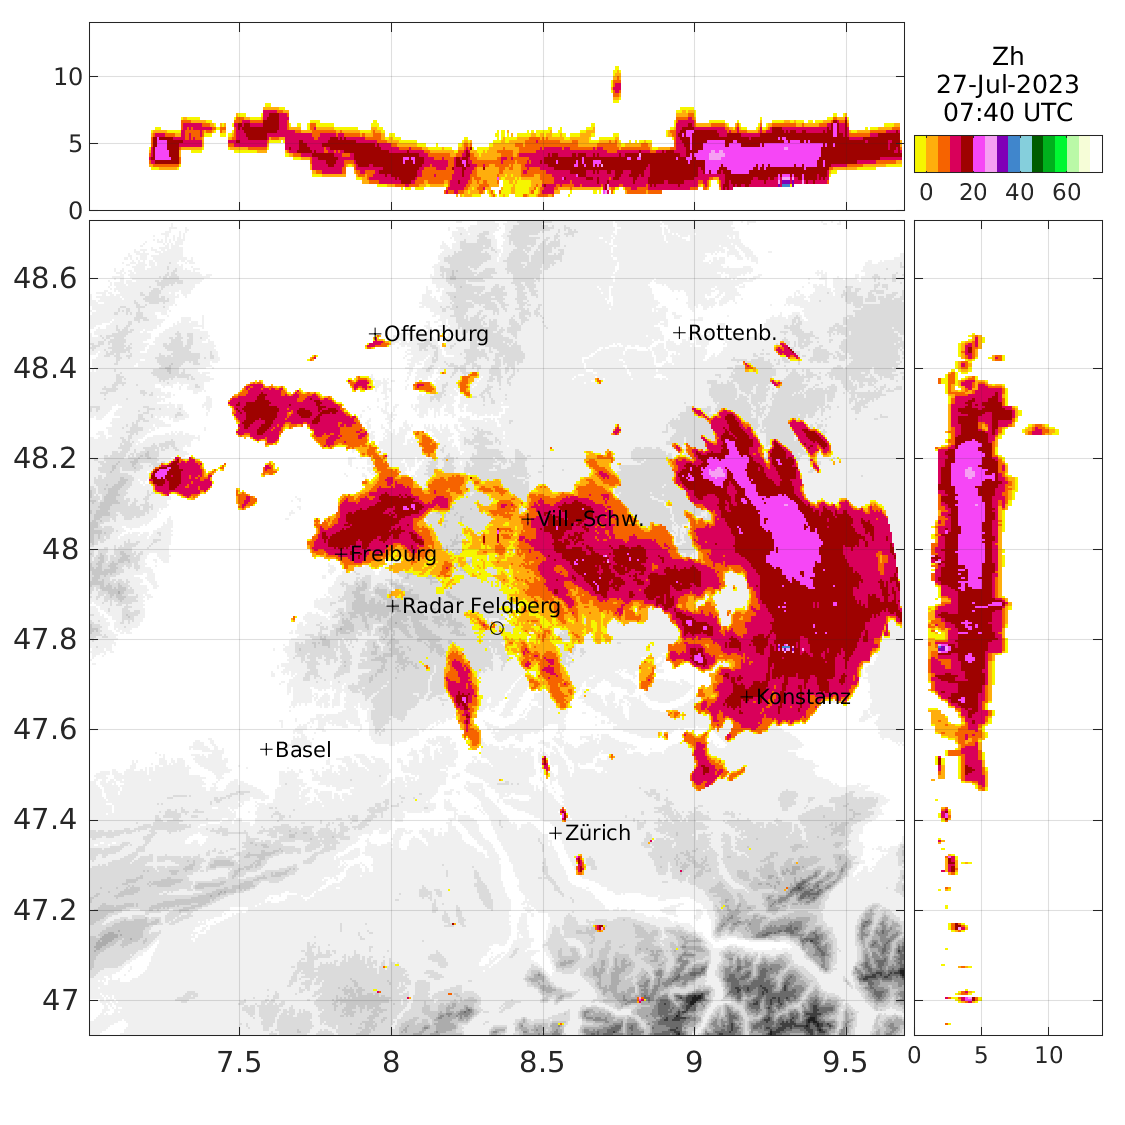 10
5
0
Zh
27-Jul-2023
07:40 UTC
0 20 40 60
48.6
48.4
48.2
48
47.8
47.6
47.4
47.2
47
+Offenburg
+Rottenb.
+Vill.-Schw.
+Freiburg
+Radar Feldberg
+Konstanz
+Basel
+Zürich
7.5 8 8.5 9 9.5
0 5 10